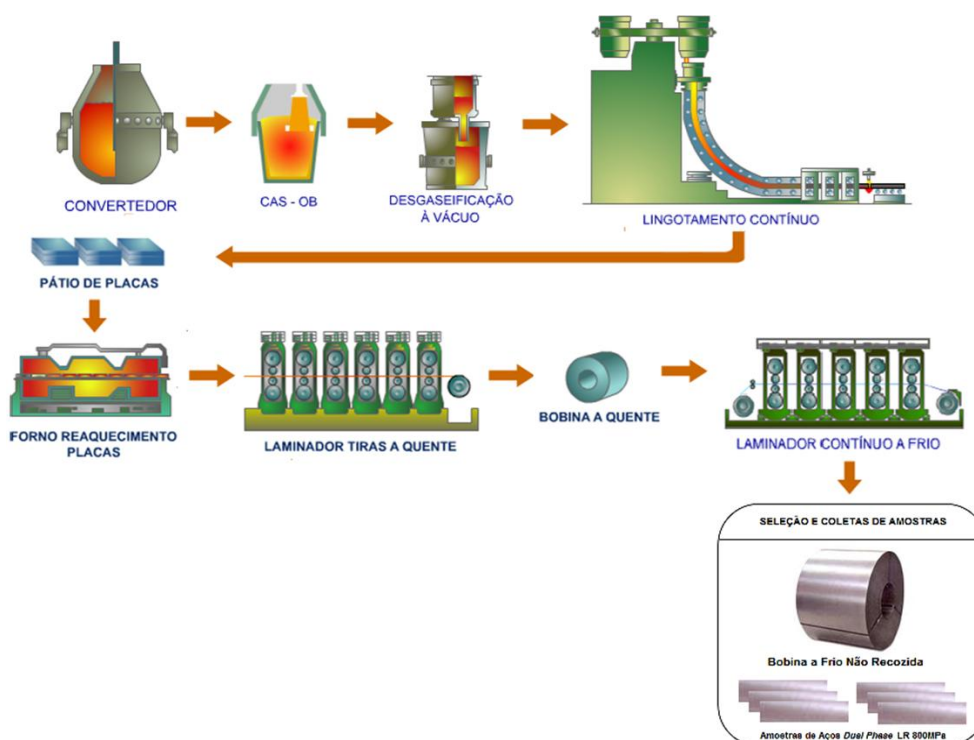 CONVERTEDOR
CAS - OB
DESGASEIFICAÇÃO
À VÁCUO
LINGOTAMENTO CONTÍNUO
PÁTIO DE PLACAS
FORNO REAQUECIMENTO
PLACAS
LAMINADOR TIRAS A QUENTE
BOBINA A QUENTE
LAMINADOR CONTÍNUO A FRIO
SELEÇÃO E COLETAS DE AMOSTRAS
Bobina a Frio Não Recozida
Amostras de Aços Dual Phase LR 800MPa